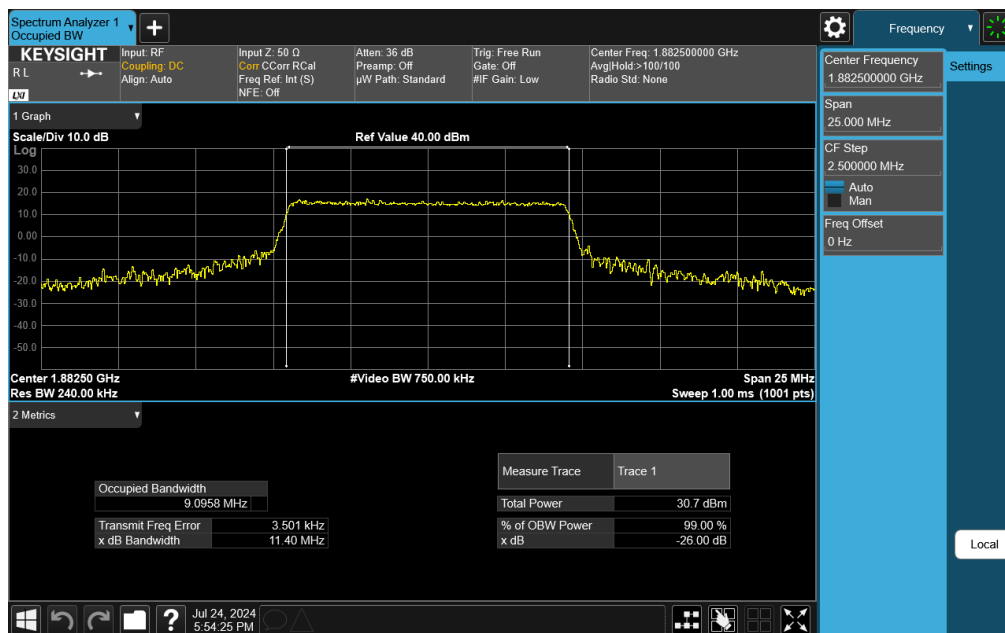 Spectrum Analyzer 1
Occupied BW
Frequency
KEYSIGHT
R L
LXI
Input: RF
Coupling: DC
Align: Auto
Input Z: 50 Ω
Corr CCorr RCal
Freq Ref: Int (S)
NFE: Off
Atten: 36 dB
Preamp: Off
µW Path: Standard
Trig: Free Run
Gate: Off
#IF Gain: Low
Center Freq: 1.882500000 GHz
Avg|Hold:>100/100
Radio Std: None
Center Frequency
1.882500000 GHz
Settings
Span
25.000 MHz
CF Step
2.500000 MHz
Auto
Man
Freq Offset
0 Hz
Local
1 Graph
Scale/Div 10.0 dB
Ref Value 40.00 dBm
Log
30.0
20.0
10.0
0.00
-10.0
-20.0
-30.0
-40.0
-50.0
Center 1.88250 GHz
#Video BW 750.00 kHz
Span 25 MHz
Res BW 240.00 kHz
Sweep 1.00 ms (1001 pts)
2 Metrics
Measure Trace
Trace 1
Occupied Bandwidth
9.0958 MHz
Total Power
30.7 dBm
Transmit Freq Error
3.501 kHz
% of OBW Power
99.00 %
x dB Bandwidth
11.40 MHz
x dB
-26.00 dB
?
Jul 24, 2024
5:54:25 PM